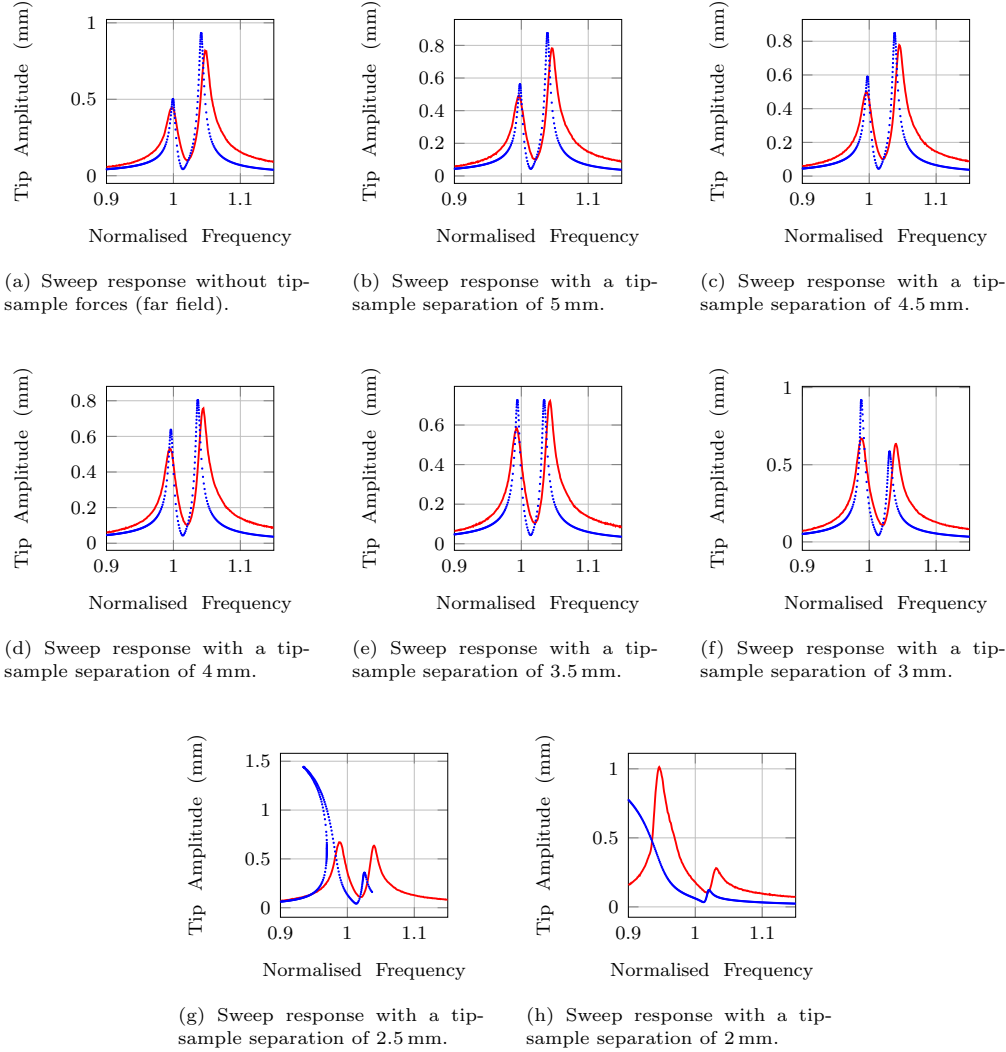 Tip Amplitude (mm)
1
0.5
0
0.9 1 1.1
Normalised Frequency
(a) Sweep response without tip-
sample forces (far field).
Tip Amplitude (mm)
0.8
0.6
0.4
0.2
0
0.9 1 1.1
Normalised Frequency
(b) Sweep response with a tip-
sample separation of 5 mm.
Tip Amplitude (mm)
0.8
0.6
0.4
0.2
0
0.9 1 1.1
Normalised Frequency
(c) Sweep response with a tip-
sample separation of 4.5 mm.
Tip Amplitude (mm)
0.8
0.6
0.4
0.2
0
0.9 1 1.1
Normalised Frequency
(d) Sweep response with a tip-
sample separation of 4 mm.
Tip Amplitude (mm)
0.6
0.4
0.2
0
0.9 1 1.1
Normalised Frequency
(e) Sweep response with a tip-
sample separation of 3.5 mm.
Tip Amplitude (mm)
1
0.5
0
0.9 1 1.1
Normalised Frequency
(f) Sweep response with a tip-
sample separation of 3 mm.
Tip Amplitude (mm)
1.5
1
0.5
0
0.9 1 1.1
Normalised Frequency
(g) Sweep response with a tip-
sample separation of 2.5 mm.
Tip Amplitude (mm)
1
0.5
0
0.9 1 1.1
Normalised Frequency
(h) Sweep response with a tip-
sample separation of 2 mm.